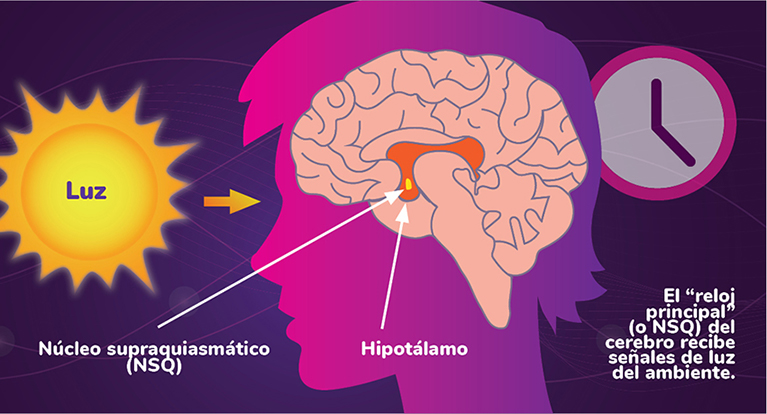 Luz
Núcleo supraquiasmático
(NSQ)
Hipotálamo
El “reloj
principal”
(o NSQ) del
cerebro recibe
señales de luz
del ambiente.